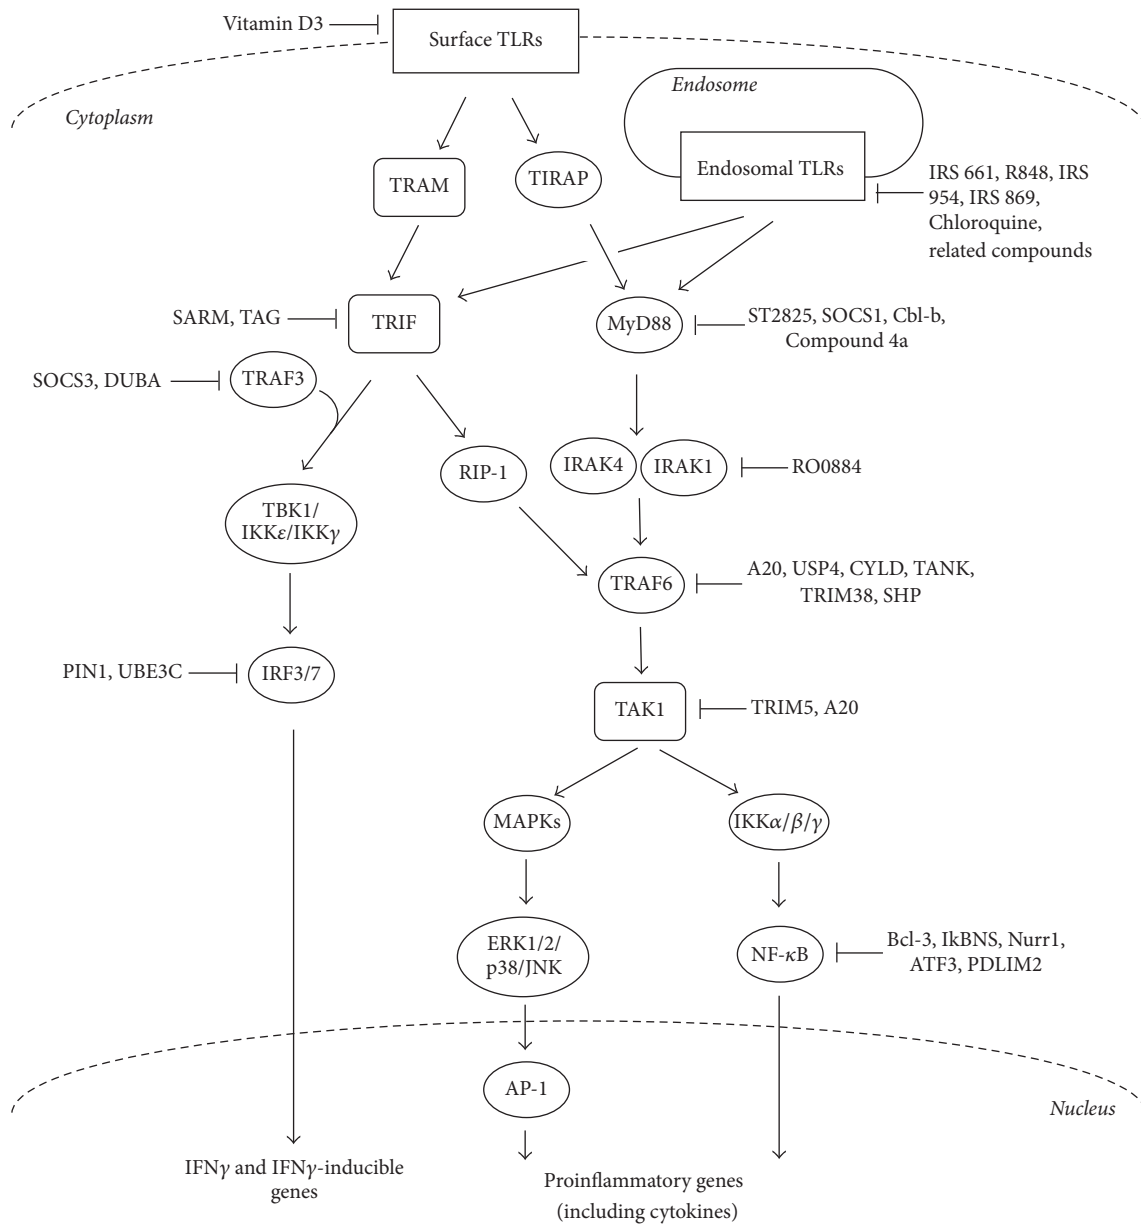 Vitamin D3
Surface TLRs
Endosome
Cytoplasm
Endosomal TLRs
IRS 661, R848, IRS
954, IRS 869,
Chloroquine,
related compounds
TRAM
TIRAP
SARM, TAG
TRIF
MyD88
ST2825, SOCS1, Cbl-b,
Compound 4a
SOCS3, DUBA
TRAF3
RIP-1
IRAK4
IRAK1
RO0884
TBK1/
IKKε/IKKγ
TRAF6
A20, USP4, CYLD, TANK,
TRIM38, SHP
PIN1, UBE3C
IRF3/7
TAK1
TRIM5, A20
MAPKs
IKKα/β/γ
ERK1/2/
p38/JNK
NF-κB
Bcl-3, IkBNS, Nurr1,
ATF3, PDLIM2
AP-1
Nucleus
IFNγ and IFNγ-inducible
genes
Proinflammatory genes
(including cytokines)